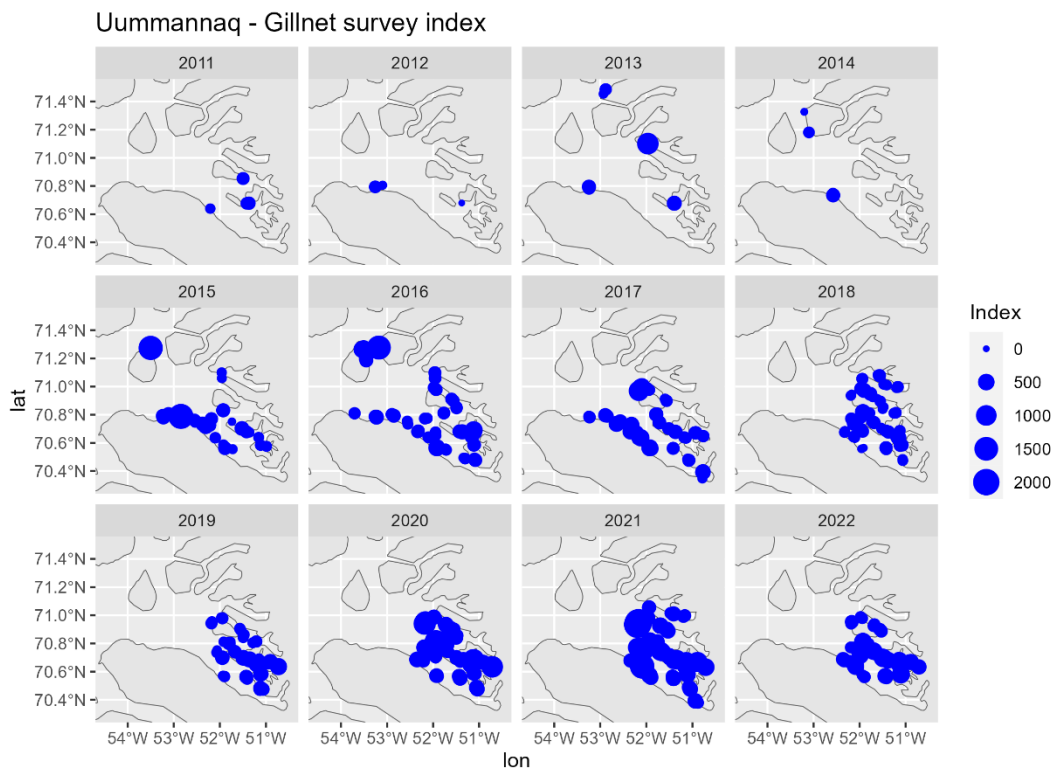 Uummannaq - Gillnet survey index
2011 2012 2013 2014
71.4°N
71.2°N
71.0°N
70.8°N
70.6°N
70.4°N
2015 2016 2017 2018
71.4°N
71.2°N
71.0°N
70.8°N
70.6°N
70.4°N
2019 2020 2021 2022
71.4°N
71.2°N
71.0°N
70.8°N
70.6°N
70.4°N
54°W 53°W 52°W 51°W 54°W 53°W 52°W 51°W 54°W 53°W 52°W 51°W 54°W 53°W 52°W 51°W
lon
lat
Index
0
500
1000
1500
2000